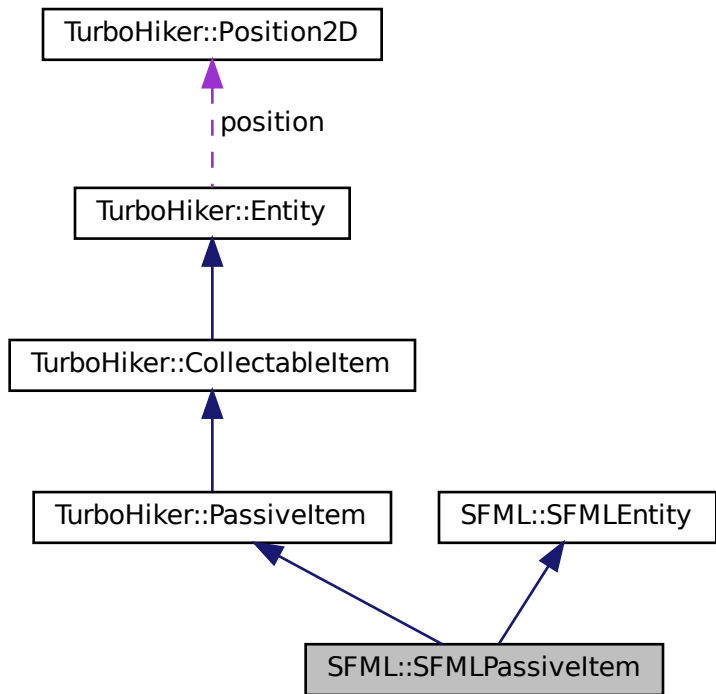 TurboHiker::Position2D
position
TurboHiker::Entity
TurboHiker::CollectableItem
TurboHiker::PassiveItem
SFML::SFMLEntity
SFML::SFMLPassiveItem